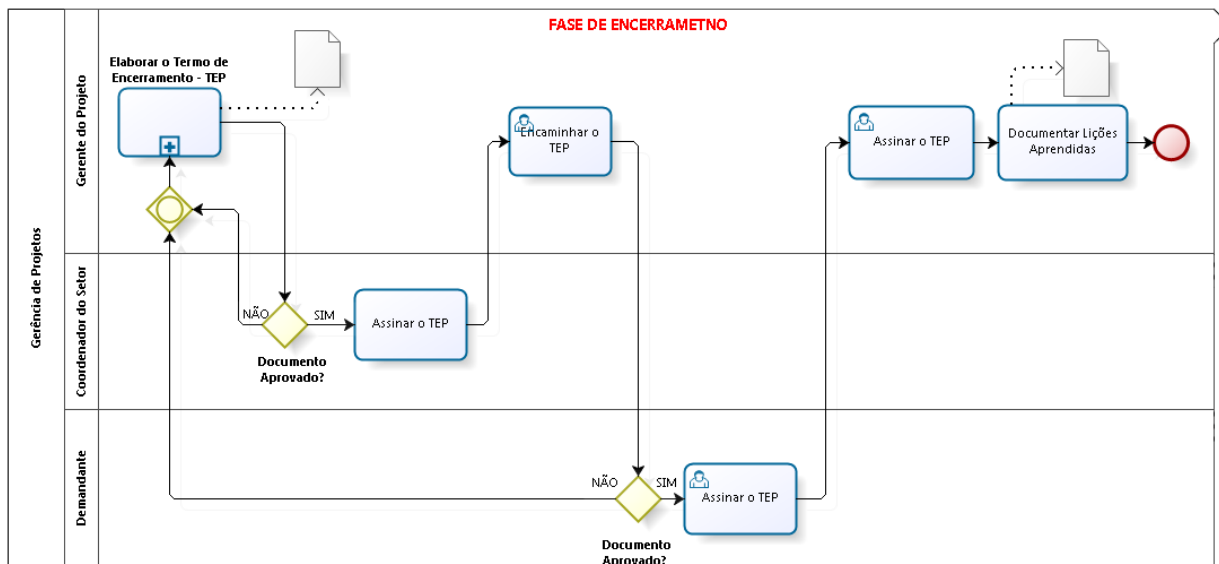 FASE DE ENCERRAMETNO
Gerência de Projetos
Gerente do Projeto
Elaborar o Termo de
Encerramento - TEP
Encaminhar o
TEP
Assinar o TEP
Documentar Lições
Aprendidas
Coordenador do Setor
NÃO
SIM
Documento
Aprovado?
Assinar o TEP
Demandante
NÃO
SIM
Documento
Aprovado?
Assinar o TEP